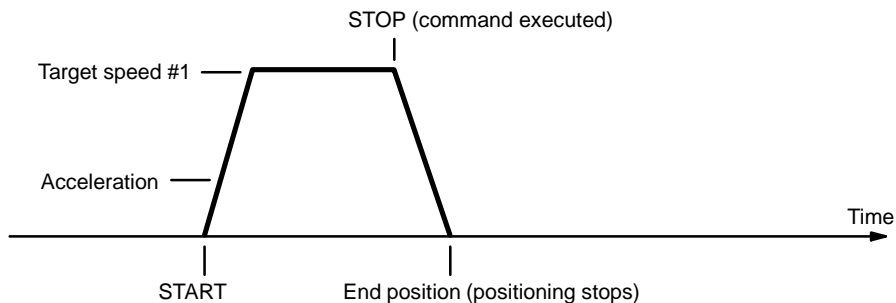 STOP (command executed)
Target speed #1
Acceleration
Time
START
End position (positioning stops)